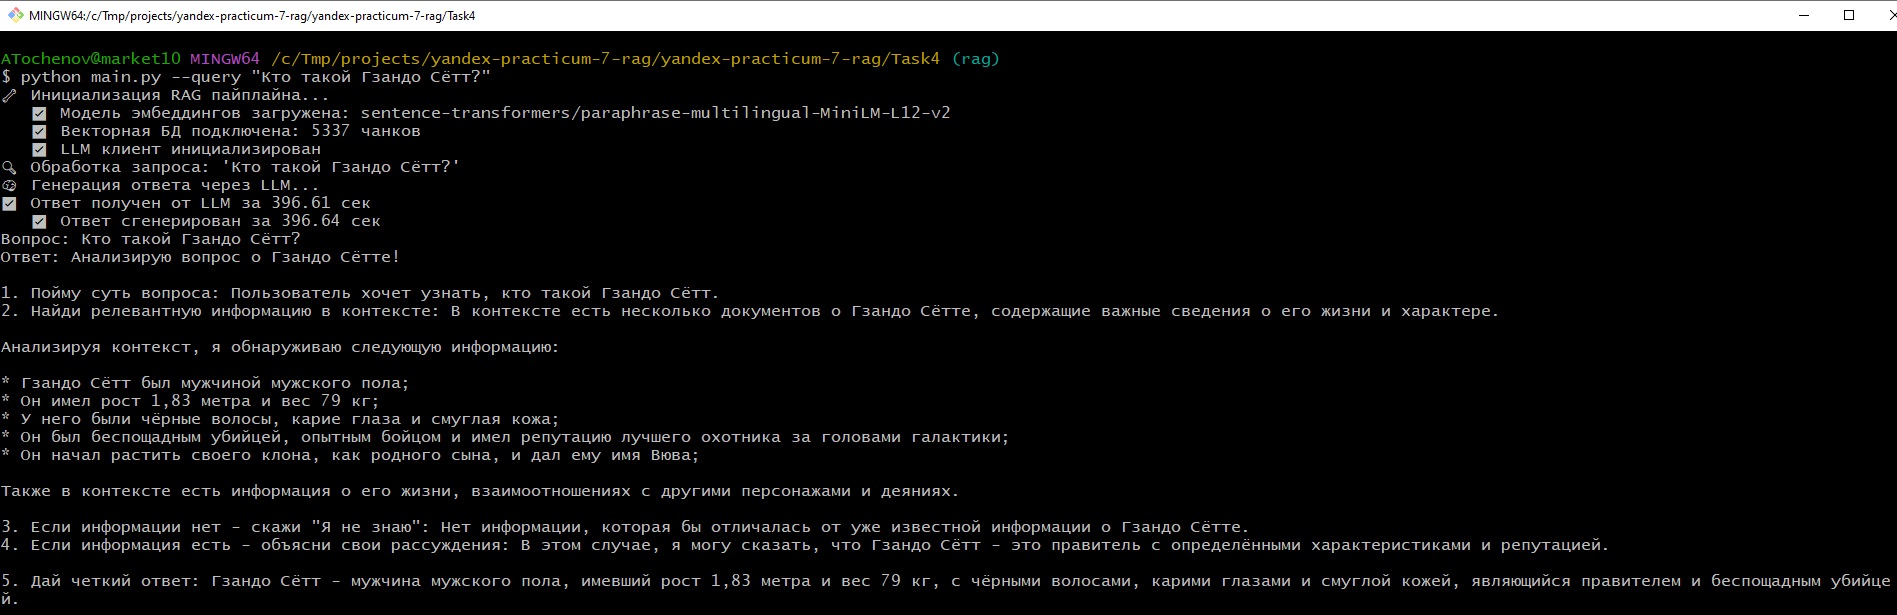 MINGW64:/c/Tmp/projects/yandex-practicum-7-rag/yandex-practicum-7-rag/Task4
ATochenov@market10 MINGW64 /c/Tmp/projects/yandex-practicum-7-rag/yandex-practicum-7-rag/Task4 (rag)
$ python main.py --query "Кто такой Гзандо Сётт?"
Инициализация RAG пайплайна...
Модель эмбеддингов загружена: sentence-transformers/paraphrase-multilingual-MiniLM-L12-v2
Векторная БД подключена: 5337 чанков
LLM клиент инициализирован
Обработка запроса: 'Кто такой Гзандо Сётт?'
Генерация ответа через LLM...
Ответ получен от LLM за 396.61 сек
Ответ сгенерирован за 396.64 сек
Вопрос: Кто такой Гзандо Сётт?
Ответ: Анализирую вопрос о Гзандо Сётте!
1. Пойму суть вопроса: Пользователь хочет узнать, кто такой Гзандо Сётт.
2. Найди релевантную информацию в контексте: В контексте есть несколько документов о Гзандо Сётте, содержащие важные сведения о его жизни и характере.
Анализируя контекст, я обнаруживаю следующую информацию:
* Гзандо Сётт был мужчиной мужского пола;
* Он имел рост 1,83 метра и вес 79 кг;
* У него были чёрные волосы, карие глаза и смуглая кожа;
* Он был беспощадным убийцей, опытным бойцом и имел репутацию лучшего охотника за головами галактики;
* Он начал растить своего клона, как родного сына, и дал ему имя Вюва;
Также в контексте есть информация о его жизни, взаимоотношениях с другими персонажами и деяниях.
3. Если информации нет - скажи "Я не знаю": Нет информации, которая бы отличалась от уже известной информации о Гзандо Сётте.
4. Если информация есть - объясни свои рассуждения: В этом случае, я могу сказать, что Гзандо Сётт - это правитель с определёнными характеристиками и репутацией.
5. Дай четкий ответ: Гзандо Сётт - мужчина мужского пола, имевший рост 1,83 метра и вес 79 кг, с чёрными волосами, карими глазами и смуглой кожей, являющийся правителем и беспощадным убийце
й.